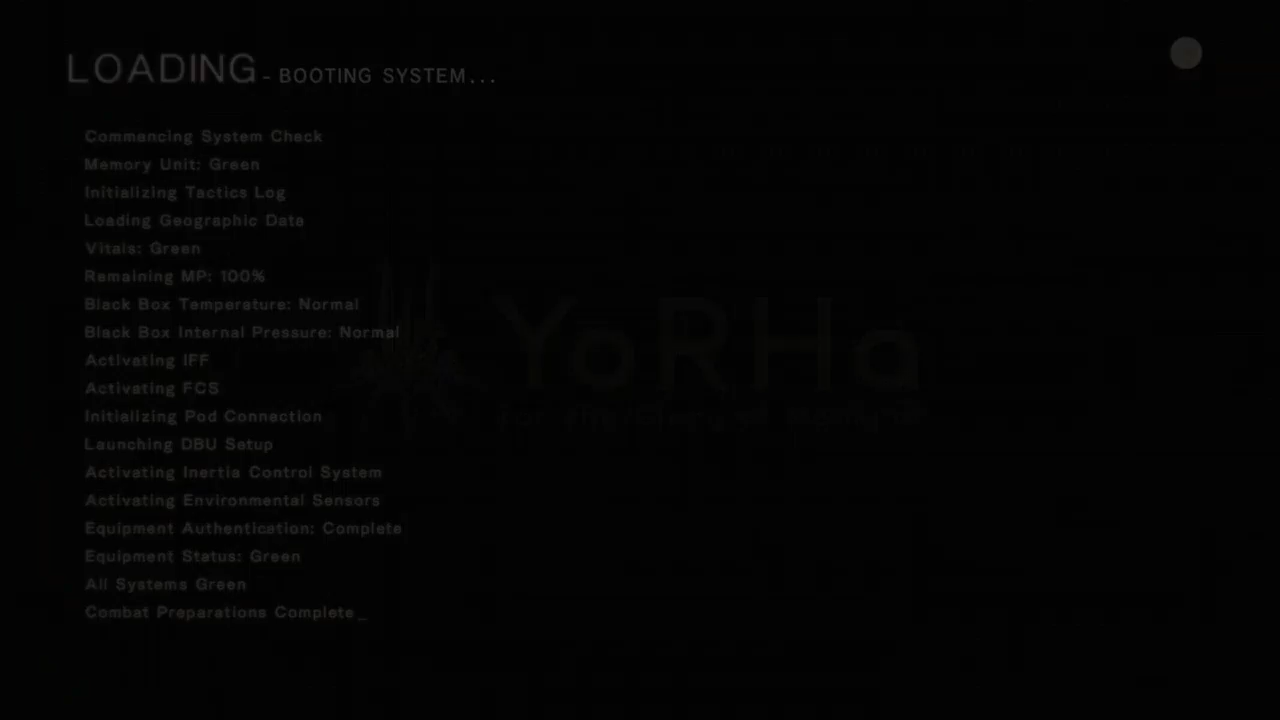 LOADING - BOOTING SYSTEM...
Commencing System Check
Memory Unit: Green
Initializing Tactics Log
Loading Geographic Data
Vitals: Green
Remaining MP: 100%
Black Box Temperature: Normal
Black Box Internal Pressure: Normal
Activating IFF
Activating FCS
Initializing Pod Connection
Launching DBU Setup
Activating Inertia Control System
Activating Environmental Sensors
Equipment Authentication: Complete
Equipment Status: Green
All Systems Green
Combat Preparations Complete _
YoRHa